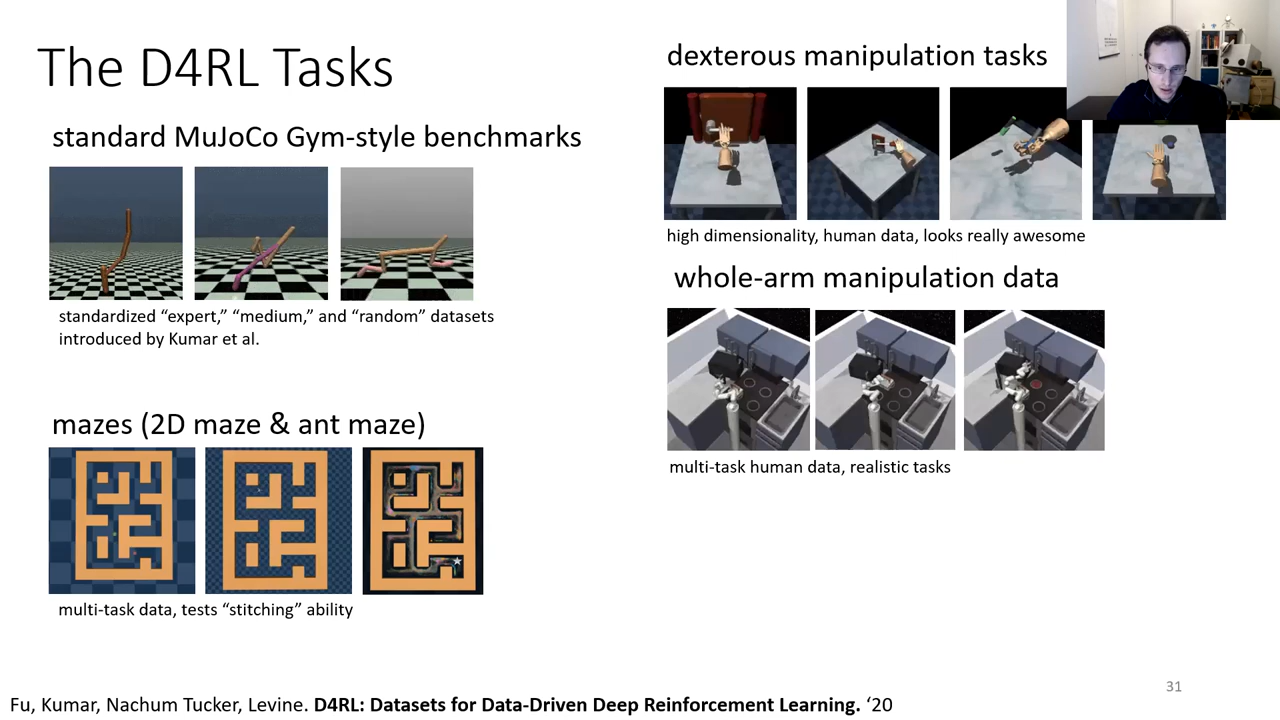 The D4RL Tasks
standard MuJoCo Gym-style benchmarks
standardized “expert,” “medium,” and “random” datasets
introduced by Kumar et al.
mazes (2D maze & ant maze)
multi-task data, tests “stitching” ability
dexterous manipulation tasks
high dimensionality, human data, looks really awesome
whole-arm manipulation data
multi-task human data, realistic tasks
31
Fu, Kumar, Nachum Tucker, Levine. D4RL: Datasets for Data-Driven Deep Reinforcement Learning. ‘20